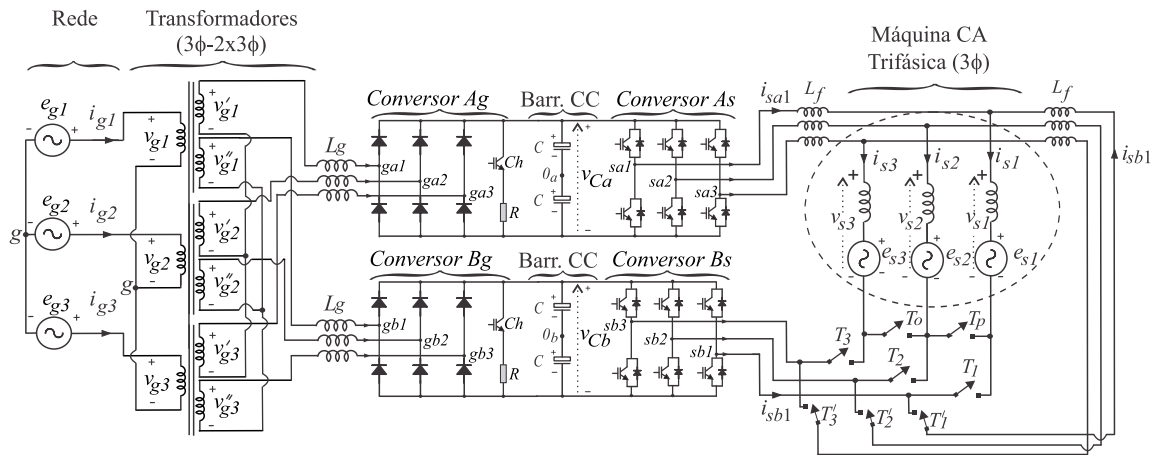 Rede
Transformadores
(3ϕ-2x3ϕ)
Máquina CA
Trifásica (3ϕ)
Conversor Ag
Barr. CC
Conversor As
i_sa1
L_f
L_f
e_g1
i_g1
v_g1
v'_g1
v''_g1
Lg
ga1
ga2
ga3
Ch
R
C
0_a
C
v_Ca
sa1
sa2
sa3
i_s3
i_s2
i_s1
i_sb1
v_s3
v_s2
v_s1
e_s3
e_s2
e_s1
e_g2
i_g2
g
v_g2
g
v'_g2
v''_g2
Conversor Bg
Barr. CC
Conversor Bs
e_g3
i_g3
v_g3
v'_g3
v''_g3
Lg
gb1
gb2
gb3
Ch
R
C
0_b
C
v_Cb
sb3
sb2
sb1
T_3
T_o
T_p
T_2
T_1
i_sb1
T'_3
T'_2
T'_1